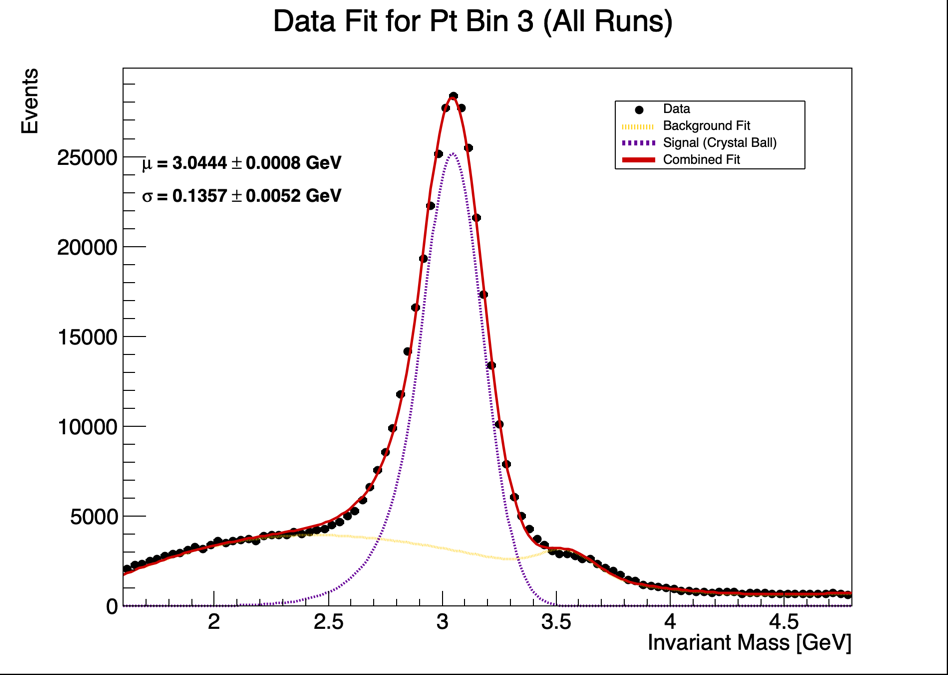 Data Fit for Pt Bin 3 (All Runs)
Events
Data
Background Fit
Signal (Crystal Ball)
Combined Fit
μ = 3.0444 ± 0.0008 GeV
σ = 0.1357 ± 0.0052 GeV
25000
20000
15000
10000
5000
0
2 2.5 3 3.5 4 4.5
Invariant Mass [GeV]